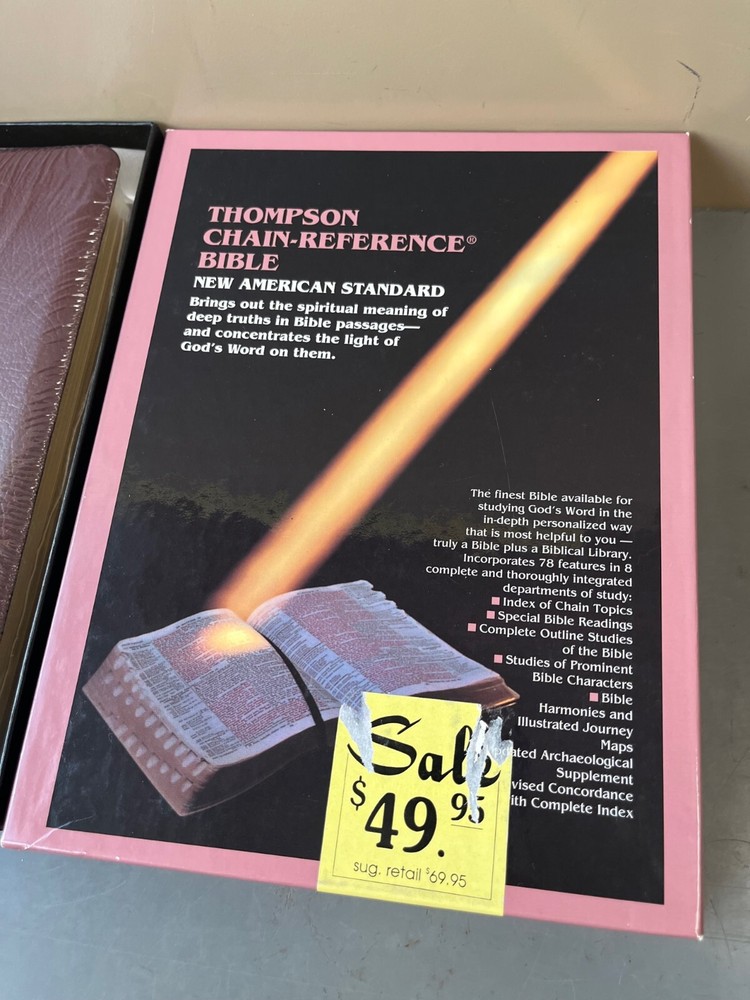 THOMPSON
CHAIN-REFERENCE®
BIBLE
NEW AMERICAN STANDARD
Brings out the spiritual meaning of
deep truths in Bible passages—
and concentrates the light of
God's Word on them.
The finest Bible available for
studying God's Word in the
in-depth personalized way
that is most helpful to you —
truly a Bible plus a Biblical Library.
Incorporates 78 features in 8
complete and thoroughly integrated
departments of study:
■ Index of Chain Topics
■ Special Bible Readings
■ Complete Outline Studies
of the Bible
■ Studies of Prominent
Bible Characters
■ Bible
Harmonies and
Illustrated Journey
Maps
Archaeological
Supplement
Concordance
Complete Index
Sale
$49.95
sug. retail $69.95